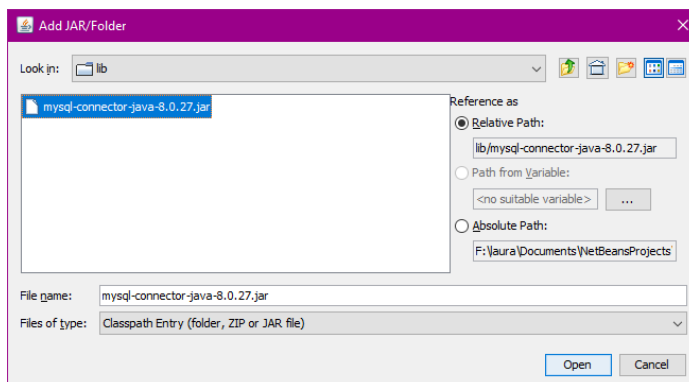 Add JAR/Folder
Look in: lib
mysql-connector-java-8.0.27.jar
Reference as
Relative Path:
lib/mysql-connector-java-8.0.27.jar
Path from Variable:
<no suitable variable> ...
Absolute Path:
F:\laura\Documents\NetBeansProjects
File name: mysql-connector-java-8.0.27.jar
Files of type: Classpath Entry (folder, ZIP or JAR file)
Open Cancel